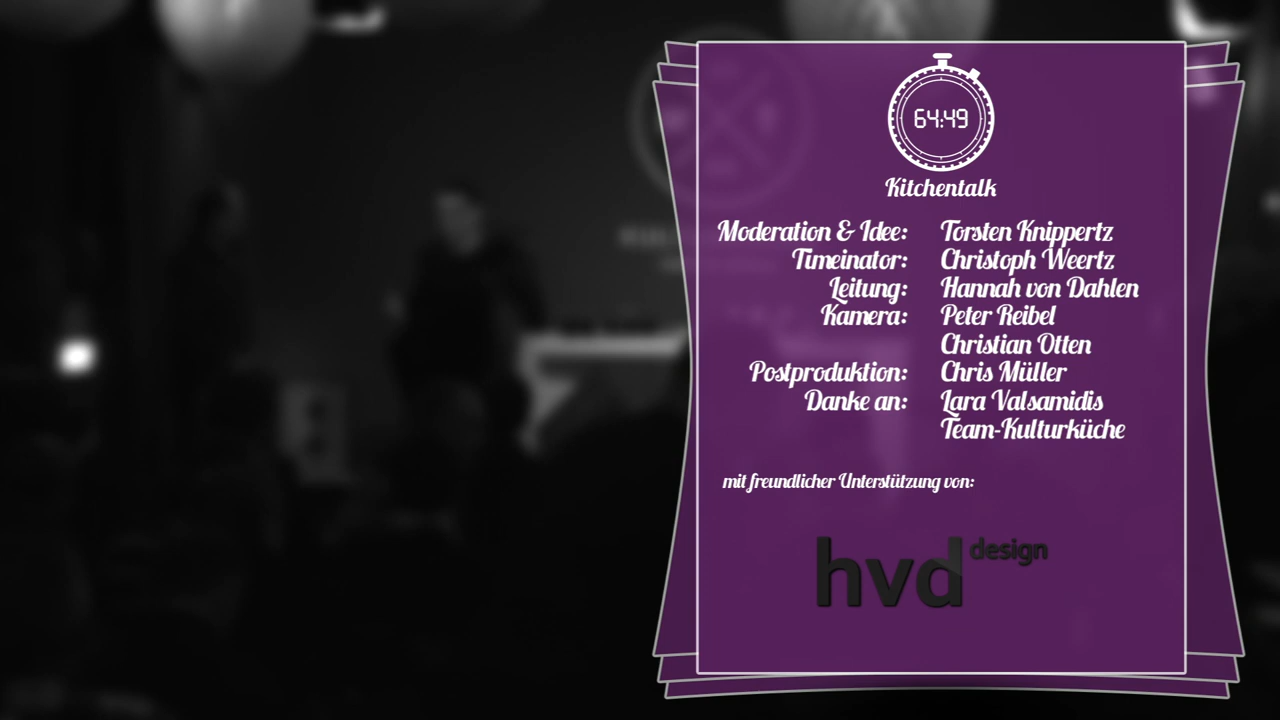 64:49
Kitchentalk
Moderation & Idee: Torsten Knippertz
Timeinator: Christoph Weertz
Leitung: Hannah von Dahlen
Kamera: Peter Reibel
Christian Otten
Postproduktion: Chris Müller
Danke an: Lara Valsamidis
Team-Kulturküche
mit freundlicher Unterstützung von:
hvd design